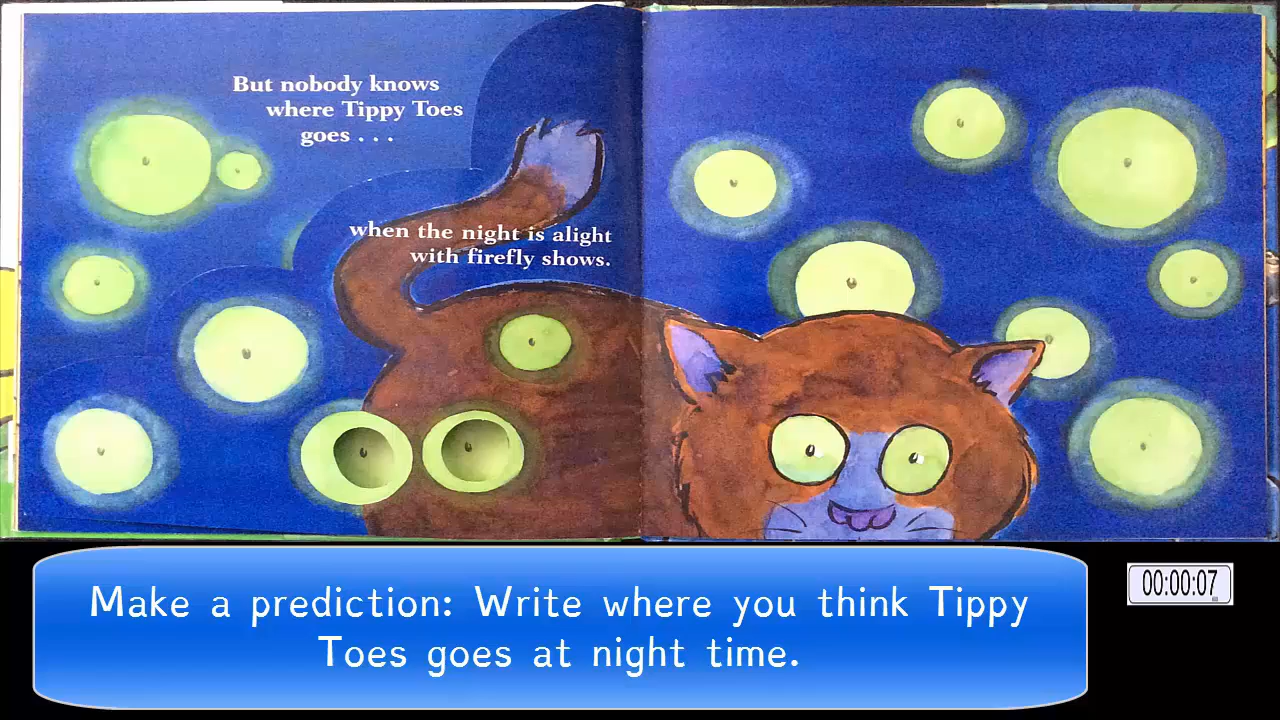 But nobody knows
where Tippy Toes
goes . . .
when the night is alight
with firefly shows.
Make a prediction: Write where you think Tippy
Toes goes at night time.
00:00:07